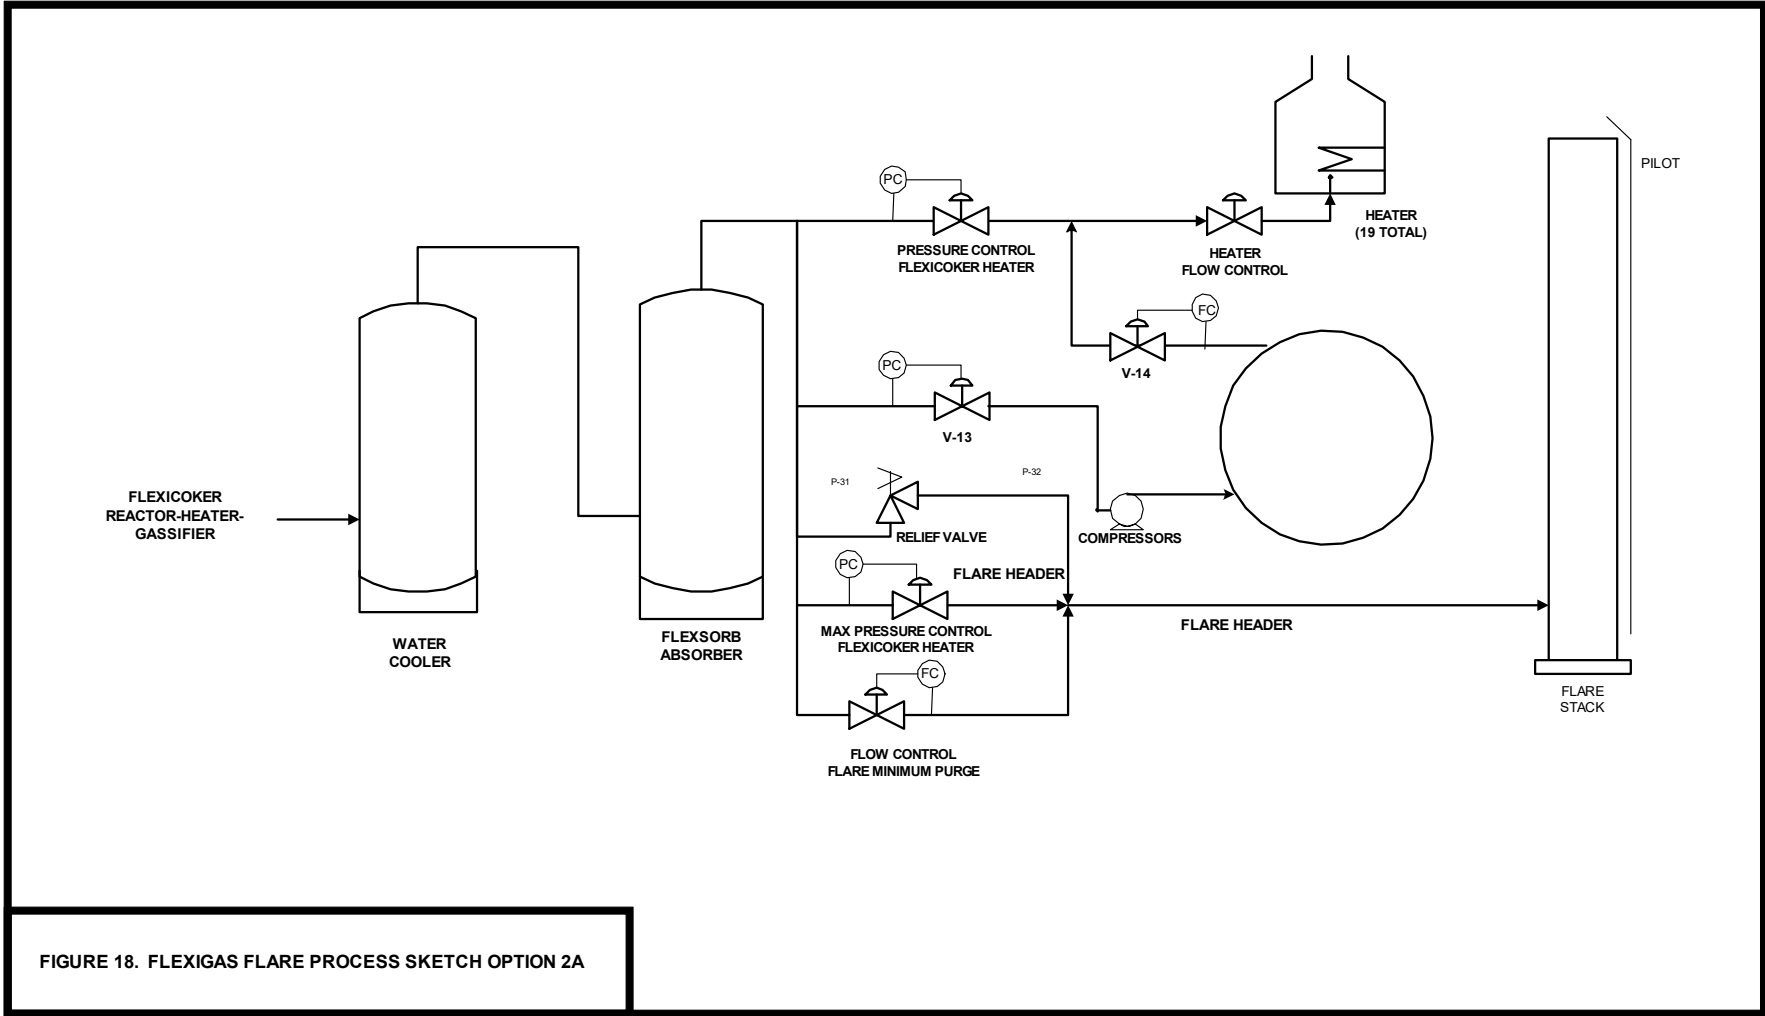 PILOT
PC
HEATER
(19 TOTAL)
PRESSURE CONTROL
FLEXICOKER HEATER
HEATER
FLOW CONTROL
FC
V-14
PC
V-13
P-31
P-32
FLEXICOKER
REACTOR-HEATER-
GASSIFIER
RELIEF VALVE
COMPRESSORS
PC
FLARE HEADER
FLARE HEADER
MAX PRESSURE CONTROL
FLEXICOKER HEATER
WATER
COOLER
FLEXSORB
ABSORBER
FC
FLARE
STACK
FLOW CONTROL
FLARE MINIMUM PURGE
FIGURE 18. FLEXIGAS FLARE PROCESS SKETCH OPTION 2A